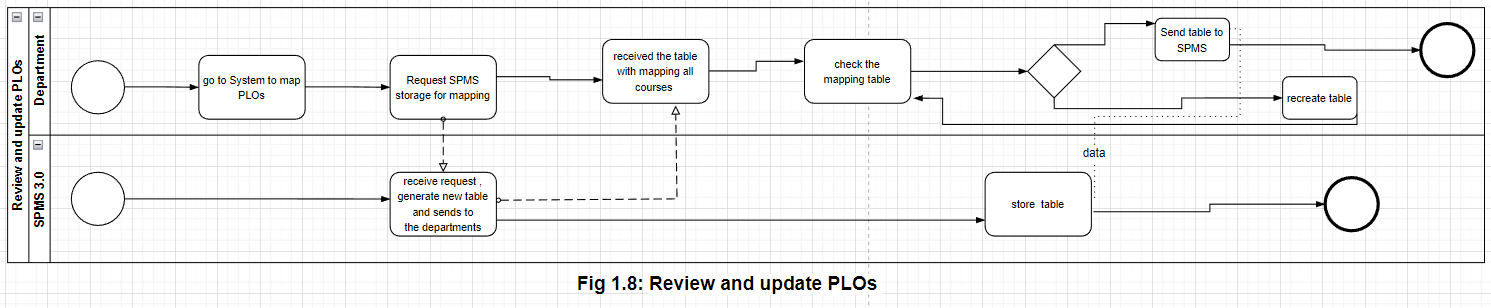 Review and update PLOs
Department
go to System to map
PLOs
Request SPMS
storage for mapping
received the table
with mapping all
courses
check the
mapping table
Send table to
SPMS
recreate table
SPMS 3.0
receive request ,
generate new table
and sends to
the departments
data
store table
Fig 1.8: Review and update PLOs